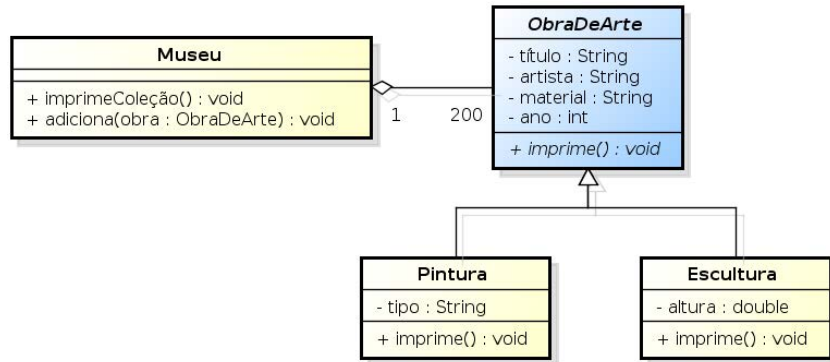 Museu
+ imprimeColeção() : void
+ adiciona(obra : ObraDeArte) : void
1
200
ObraDeArte
- título : String
- artista : String
- material : String
- ano : int
+ imprime() : void
Pintura
- tipo : String
+ imprime() : void
Escultura
- altura : double
+ imprime() : void